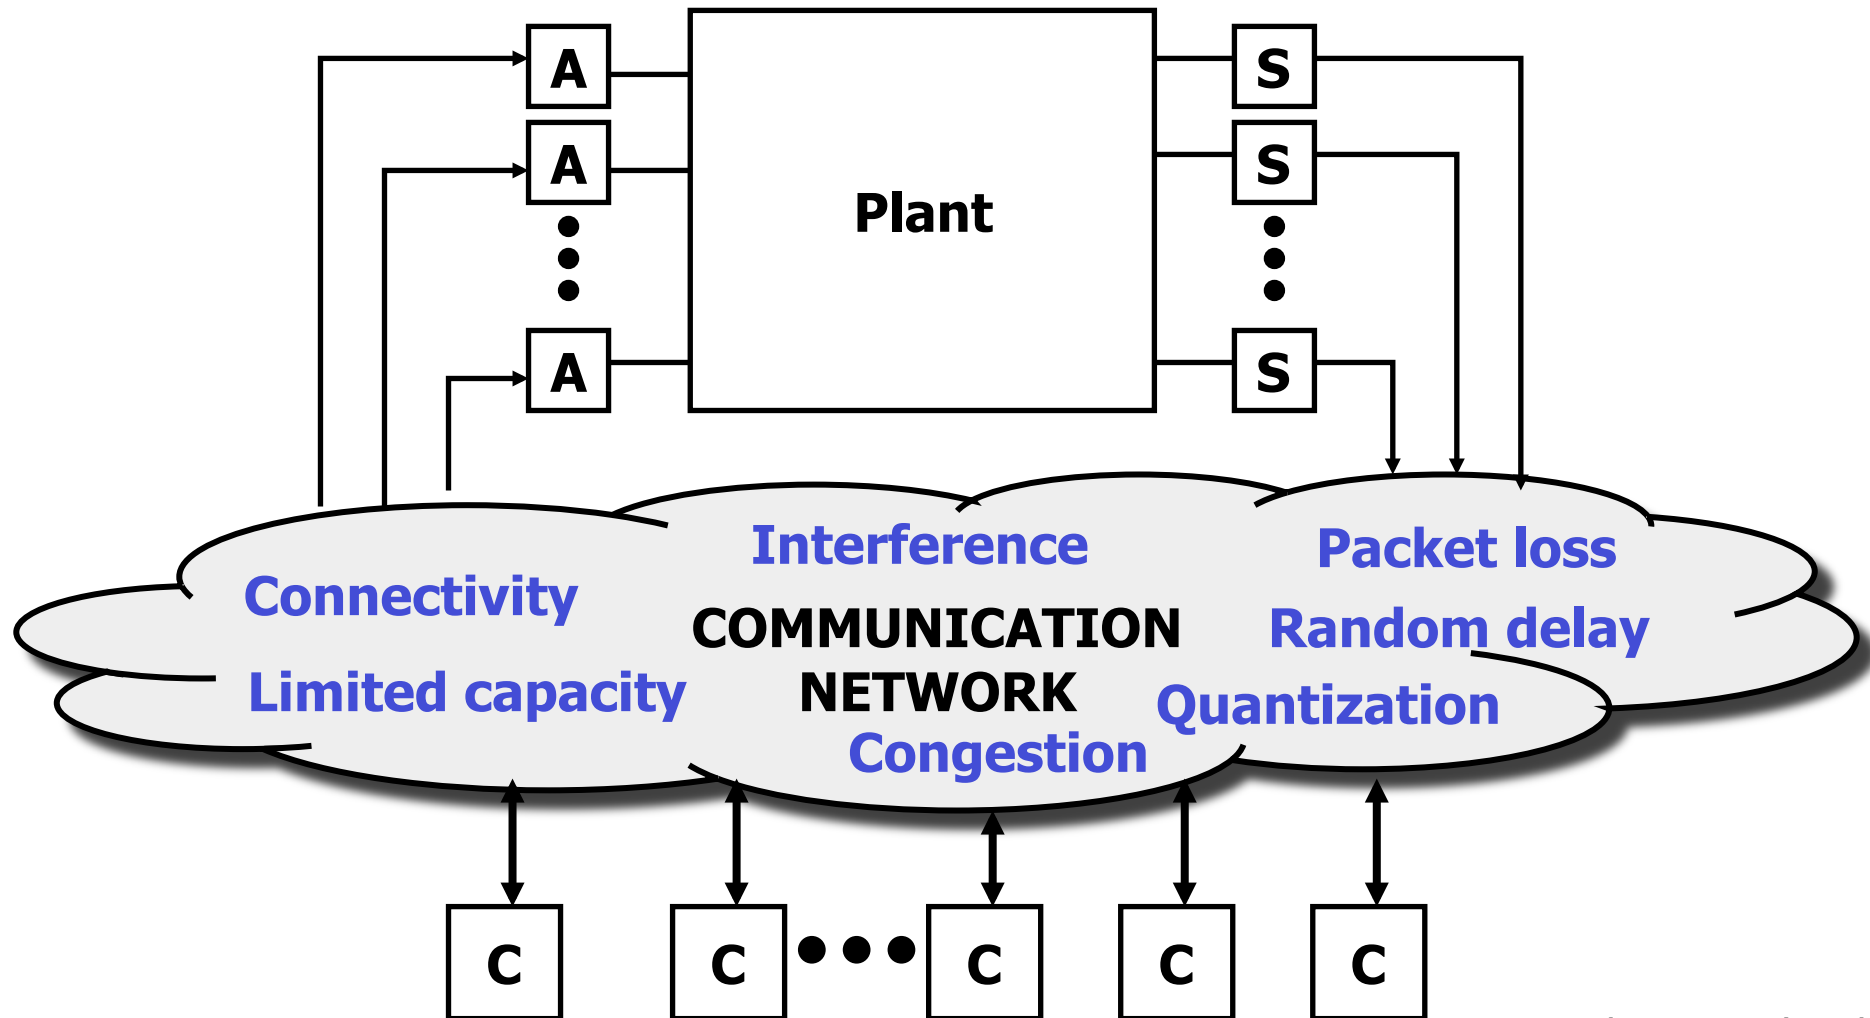 A
S
A
S
Plant
A
S
Interference
Packet loss
Connectivity
COMMUNICATION
Random delay
Limited capacity
NETWORK
Quantization
Congestion
C
C
C
C
C